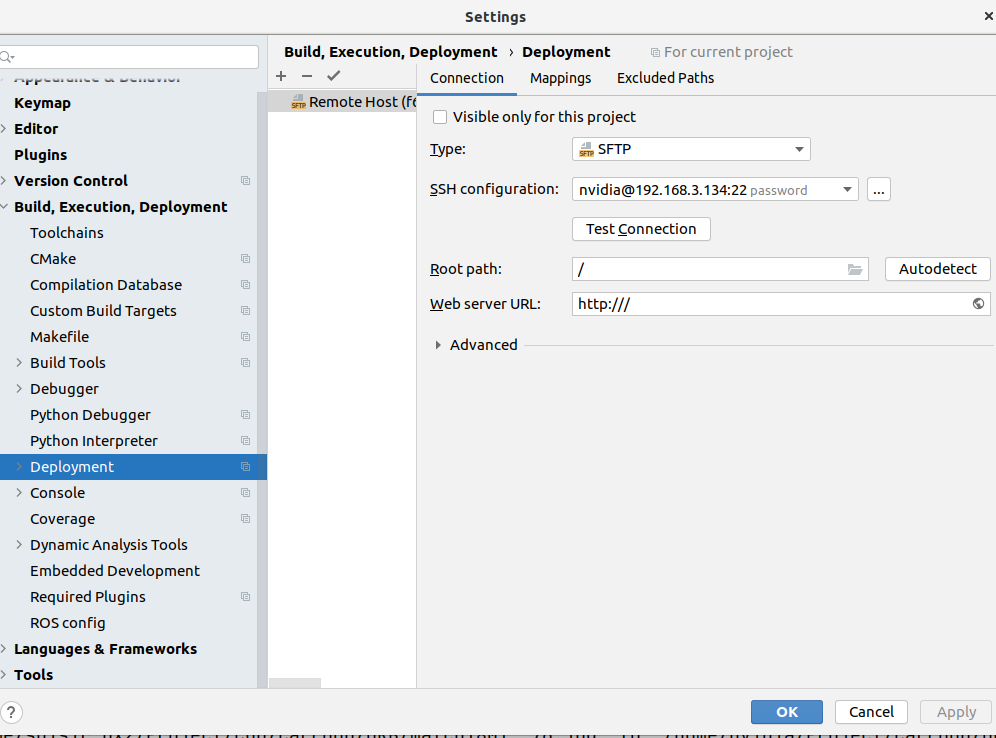 Settings
Build, Execution, Deployment › Deployment For current project
Appearance & Behavior
Keymap
Editor
Plugins
Version Control
Build, Execution, Deployment
Toolchains
CMake
Compilation Database
Custom Build Targets
Makefile
Build Tools
Debugger
Python Debugger
Python Interpreter
Deployment
Console
Coverage
Dynamic Analysis Tools
Embedded Development
Required Plugins
ROS config
Languages & Frameworks
Tools
SFTP Remote Host (f6
Connection Mappings Excluded Paths
Visible only for this project
Type: SFTP SFTP
SSH configuration: nvidia@192.168.3.134:22 password ...
Test Connection
Root path: / Autodetect
Web server URL: http:///
Advanced
? OK Cancel Apply